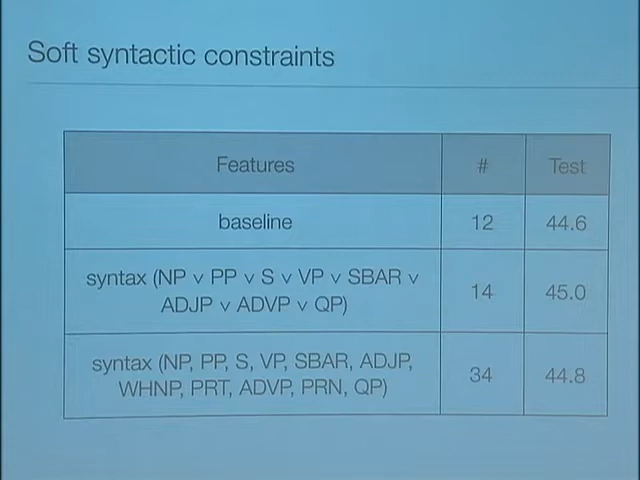 Soft syntactic constraints
Features # Test
baseline 12 44.6
syntax (NP v PP v S v VP v SBAR v
ADJP v ADVP v QP) 14 45.0
syntax (NP, PP, S, VP, SBAR, ADJP,
WHNP, PRT, ADVP, PRN, QP) 34 44.8